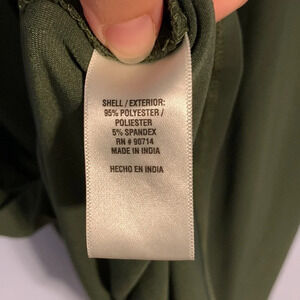 SHELL / EXTERIOR:
95% POLYESTER /
POLIESTER
5% SPANDEX
RN # 90714
MADE IN INDIA
HECHO EN INDIA